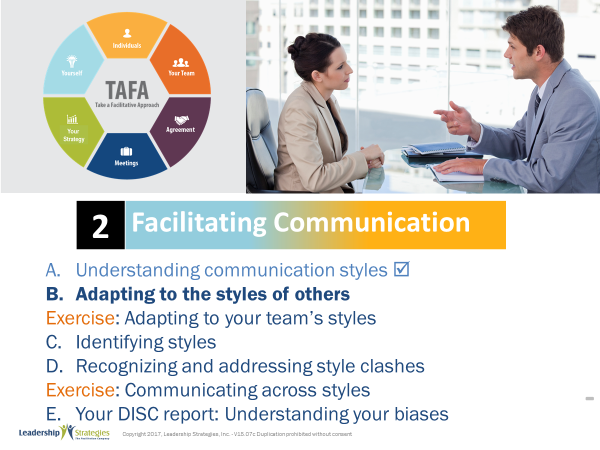 Individuals
Yourself
Your Team
TAFA
Take a Facilitative Approach
Your
Strategy
Agreement
Meetings
2 Facilitating Communication
A. Understanding communication styles ☑
B. Adapting to the styles of others
Exercise: Adapting to your team's styles
C. Identifying styles
D. Recognizing and addressing style clashes
Exercise: Communicating across styles
E. Your DISC report: Understanding your biases
Leadership Strategies
The Facilitation Company
Copyright 2017, Leadership Strategies, Inc. - V15.07c Duplication prohibited without consent